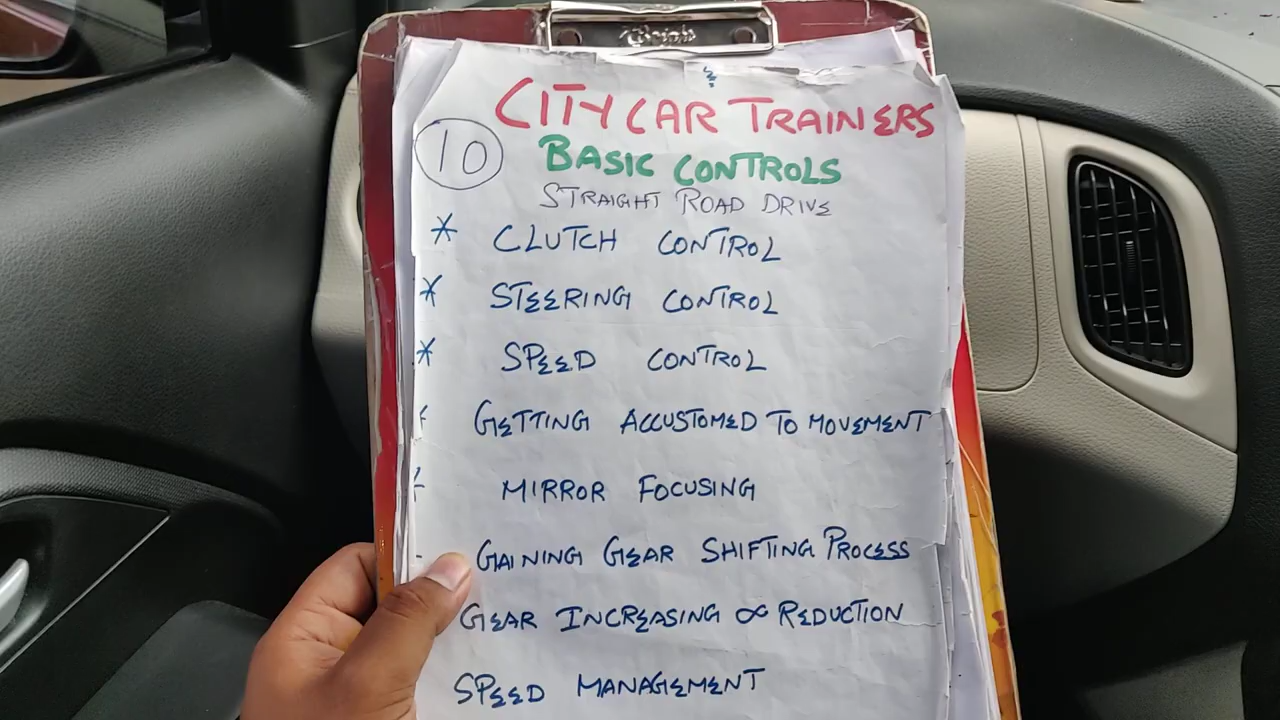 CITY CAR TRAINERS
10
BASIC CONTROLS
STRAIGHT ROAD DRIVE
* CLUTCH CONTROL
* STEERING CONTROL
* SPEED CONTROL
* GETTING ACCUSTOMED TO MOVEMENT
* MIRROR FOCUSING
- GAINING GEAR SHIFTING PROCESS
GEAR INCREASING & REDUCTION
SPEED MANAGEMENT